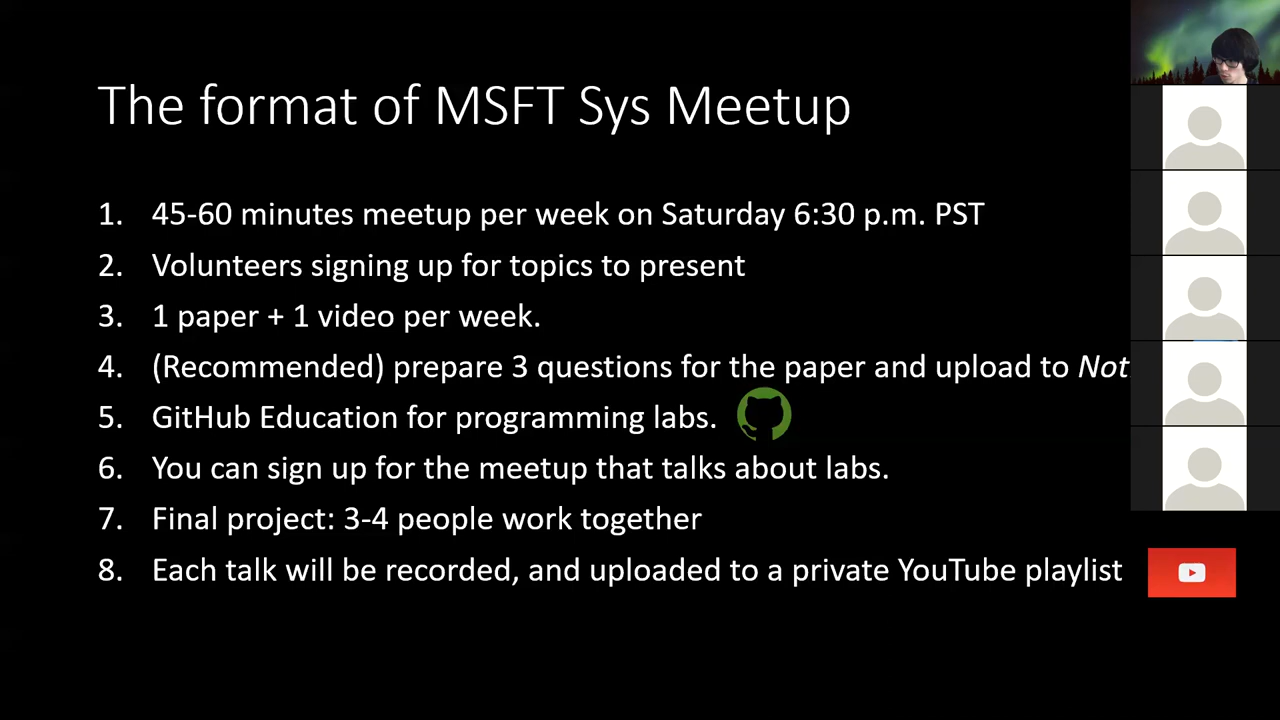 The format of MSFT Sys Meetup
1. 45-60 minutes meetup per week on Saturday 6:30 p.m. PST
2. Volunteers signing up for topics to present
3. 1 paper + 1 video per week.
4. (Recommended) prepare 3 questions for the paper and upload to Not
5. GitHub Education for programming labs.
6. You can sign up for the meetup that talks about labs.
7. Final project: 3-4 people work together
8. Each talk will be recorded, and uploaded to a private YouTube playlist